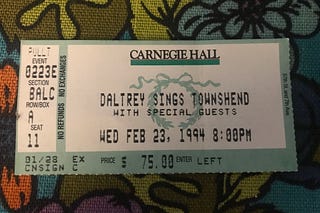 CARNEGIE HALL
DALTREY SINGS TOWNSHEND
WITH SPECIAL GUESTS
WED FEB 23, 1994 8:00PM
PRICE $ 75.00 ENTER LEFT
EVENT
0223E
SECTION
BALC
ROW/BOX
A
SEAT
11
01/28 EX
CNSIGN C
NO REFUNDS NO EXCHANGES